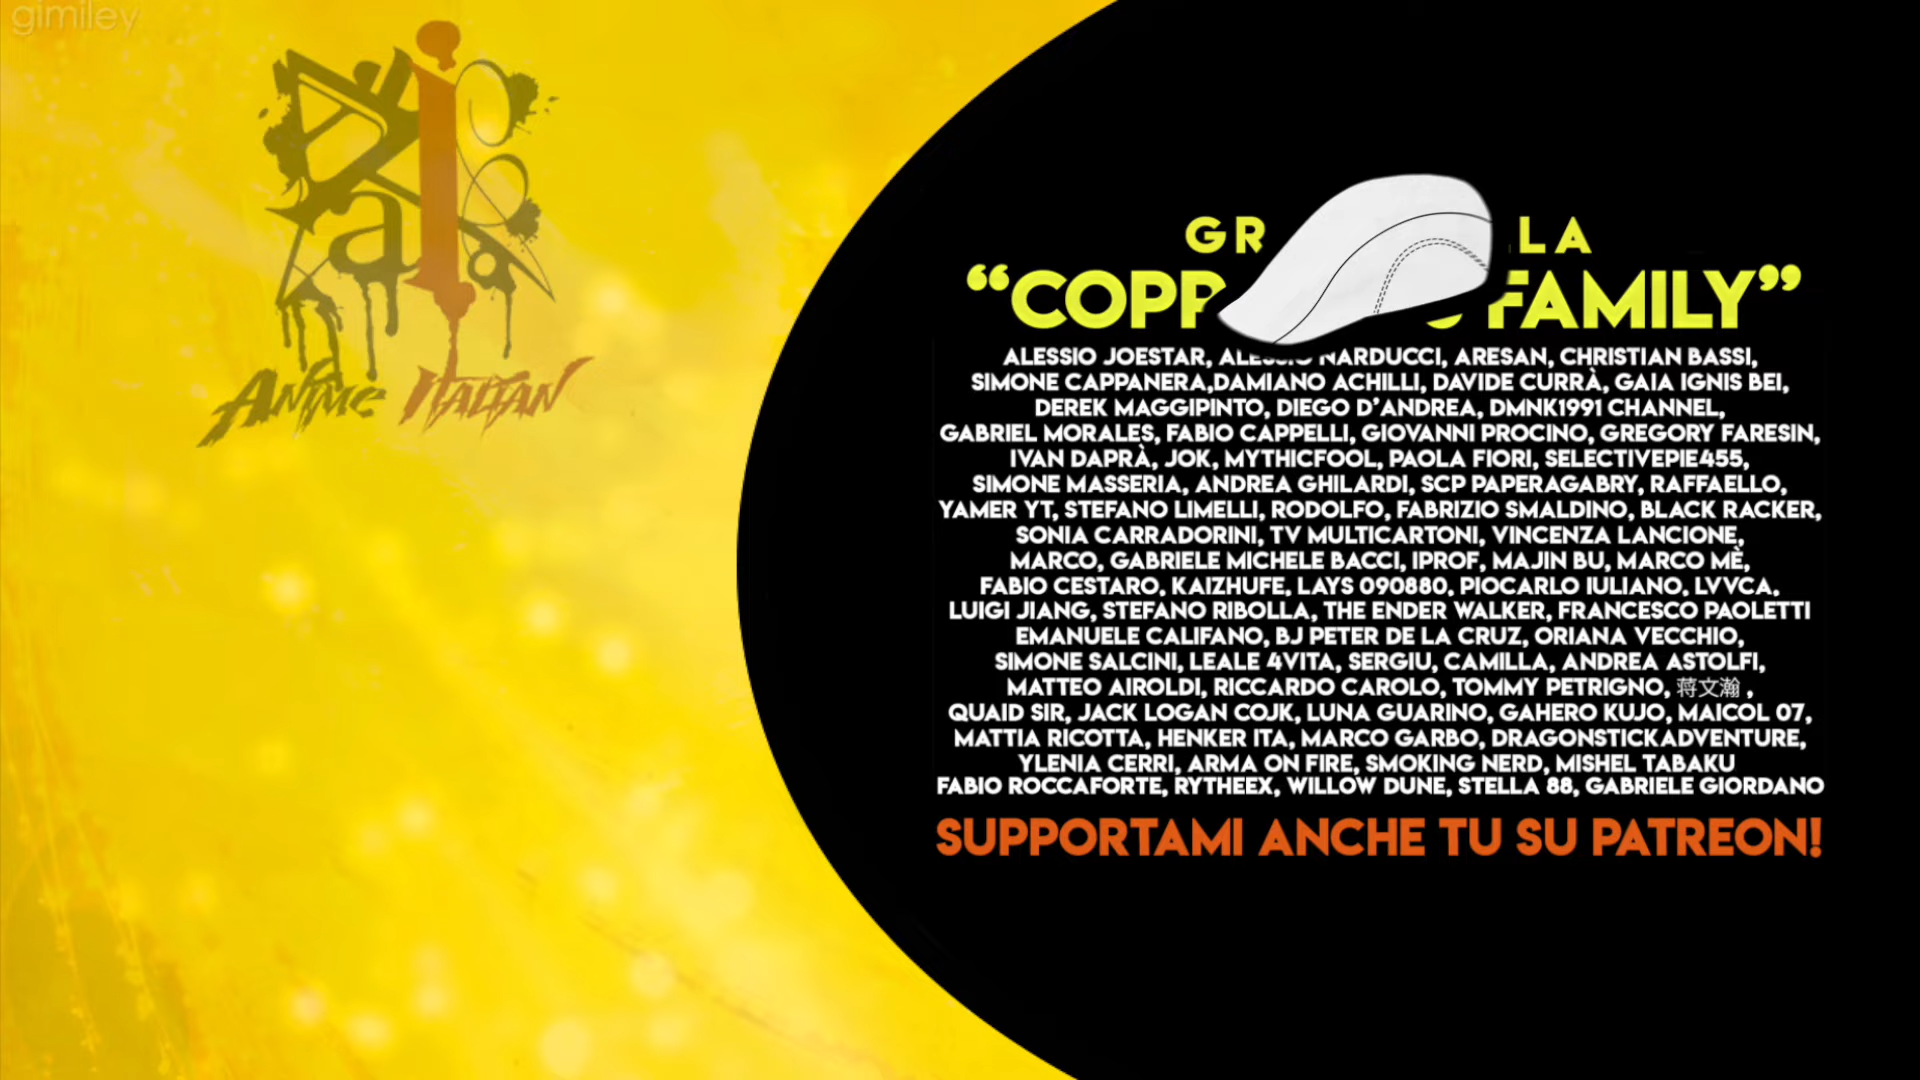 gimiley
Anime Italian
GR LA
“COPP FAMILY”
ALESSIO JOESTAR, ALESSIO NARDUCCI, ARESAN, CHRISTIAN BASSI,
SIMONE CAPPANERA,DAMIANO ACHILLI, DAVIDE CURRÀ, GAIA IGNIS BEI,
DEREK MAGGIPINTO, DIEGO D’ANDREA, DMNK1991 CHANNEL,
GABRIEL MORALES, FABIO CAPPELLI, GIOVANNI PROCINO, GREGORY FARESIN,
IVAN DAPRÀ, JOK, MYTHICFOOL, PAOLA FIORI, SELECTIVEPIE455,
SIMONE MASSERIA, ANDREA GHILARDI, SCP PAPERAGABRY, RAFFAELLO,
YAMER YT, STEFANO LIMELLI, RODOLFO, FABRIZIO SMALDINO, BLACK RACKER,
SONIA CARRADORINI, TV MULTICARTONI, VINCENZA LANCIONE,
MARCO, GABRIELE MICHELE BACCI, IPROF, MAJIN BU, MARCO MÈ,
FABIO CESTARO, KAIZHUFE, LAYS 090880, PIOCARLO IULIANO, LVVCA,
LUIGI JIANG, STEFANO RIBOLLA, THE ENDER WALKER, FRANCESCO PAOLETTI
EMANUELE CALIFANO, BJ PETER DE LA CRUZ, ORIANA VECCHIO,
SIMONE SALCINI, LEALE 4VITA, SERGIU, CAMILLA, ANDREA ASTOLFI,
MATTEO AIROLDI, RICCARDO CAROLO, TOMMY PETRIGNO, 蒋文瀚 ,
QUAID SIR, JACK LOGAN COJK, LUNA GUARINO, GAHERO KUJO, MAICOL 07,
MATTIA RICOTTA, HENKER ITA, MARCO GARBO, DRAGONSTICKADVENTURE,
YLENIA CERRI, ARMA ON FIRE, SMOKING NERD, MISHEL TABAKU
FABIO ROCCAFORTE, RYTHEEX, WILLOW DUNE, STELLA 88, GABRIELE GIORDANO
SUPPORTAMI ANCHE TU SU PATREON!